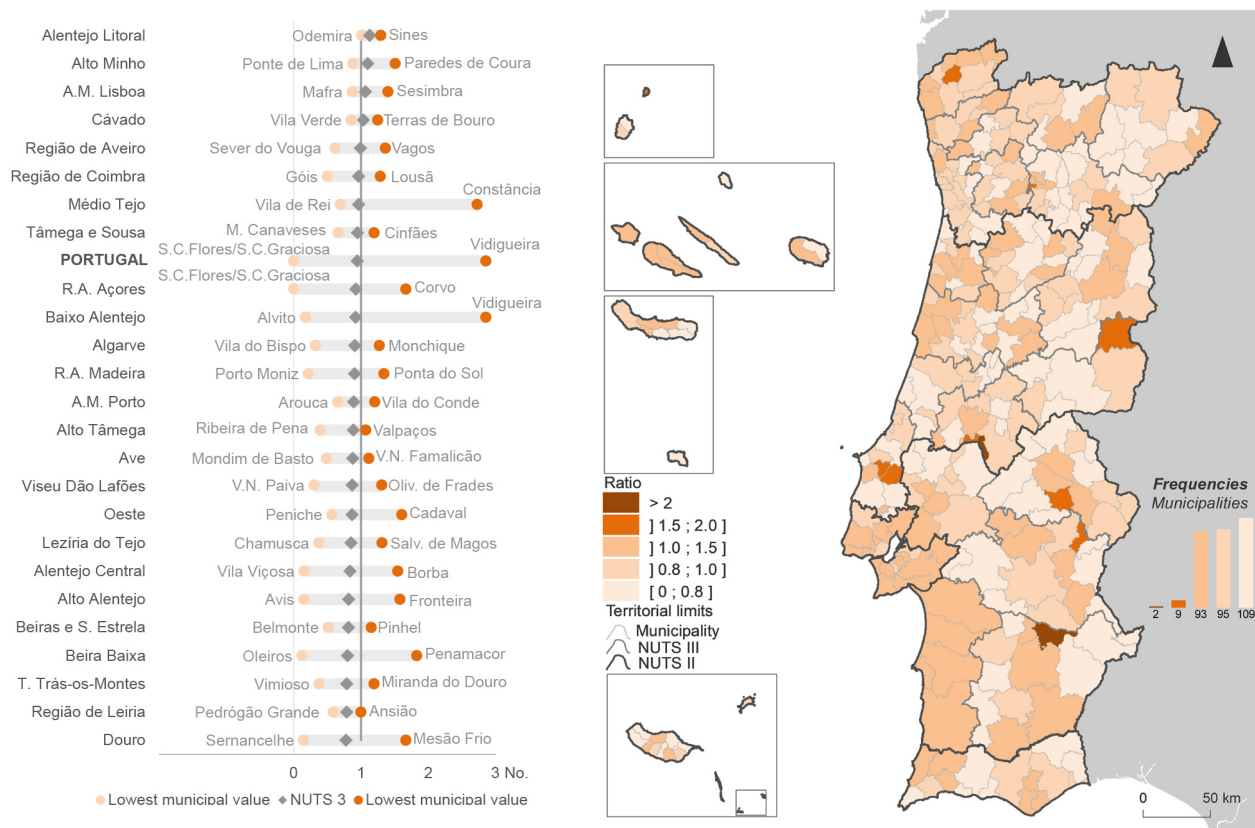 Alentejo Litoral Odemira Sines
Alto Minho Ponte de Lima Paredes de Coura
A.M. Lisboa Mafra Sesimbra
Cávado Vila Verde Terras de Bouro
Região de Aveiro Sever do Vouga Vagos
Região de Coimbra Góis Lousã
Constância
Médio Tejo Vila de Rei
Tâmega e Sousa M. Canaveses Cinfães
S.C.Flores/S.C.Graciosa Vidigueira
PORTUGAL
S.C.Flores/S.C.Graciosa
R.A. Açores Corvo
Vidigueira
Baixo Alentejo Alvito
Algarve Vila do Bispo Monchique
R.A. Madeira Porto Moniz Ponta do Sol
A.M. Porto Arouca Vila do Conde
Alto Tâmega Ribeira de Pena Valpaços
Ave Mondim de Basto V.N. Famalicão
Viseu Dão Lafões V.N. Paiva Oliv. de Frades
Oeste Peniche Cadaval
Lezíria do Tejo Chamusca Salv. de Magos
Alentejo Central Vila Viçosa Borba
Alto Alentejo Avis Fronteira
Beiras e S. Estrela Belmonte Pinhel
Beira Baixa Oleiros Penamacor
T. Trás-os-Montes Vimioso Miranda do Douro
Região de Leiria Pedrógão Grande Ansião
Douro Sernancelhe Mesão Frio
0 1 2 3 No.
Lowest municipal value NUTS 3 Lowest municipal value
Ratio
> 2
] 1.5 ; 2.0 ]
] 1.0 ; 1.5 ]
] 0.8 ; 1.0 ]
[ 0 ; 0.8 ]
Territorial limits
Municipality
NUTS III
NUTS II
Frequencies
Municipalities
2 9 93 95 109
0 50 km